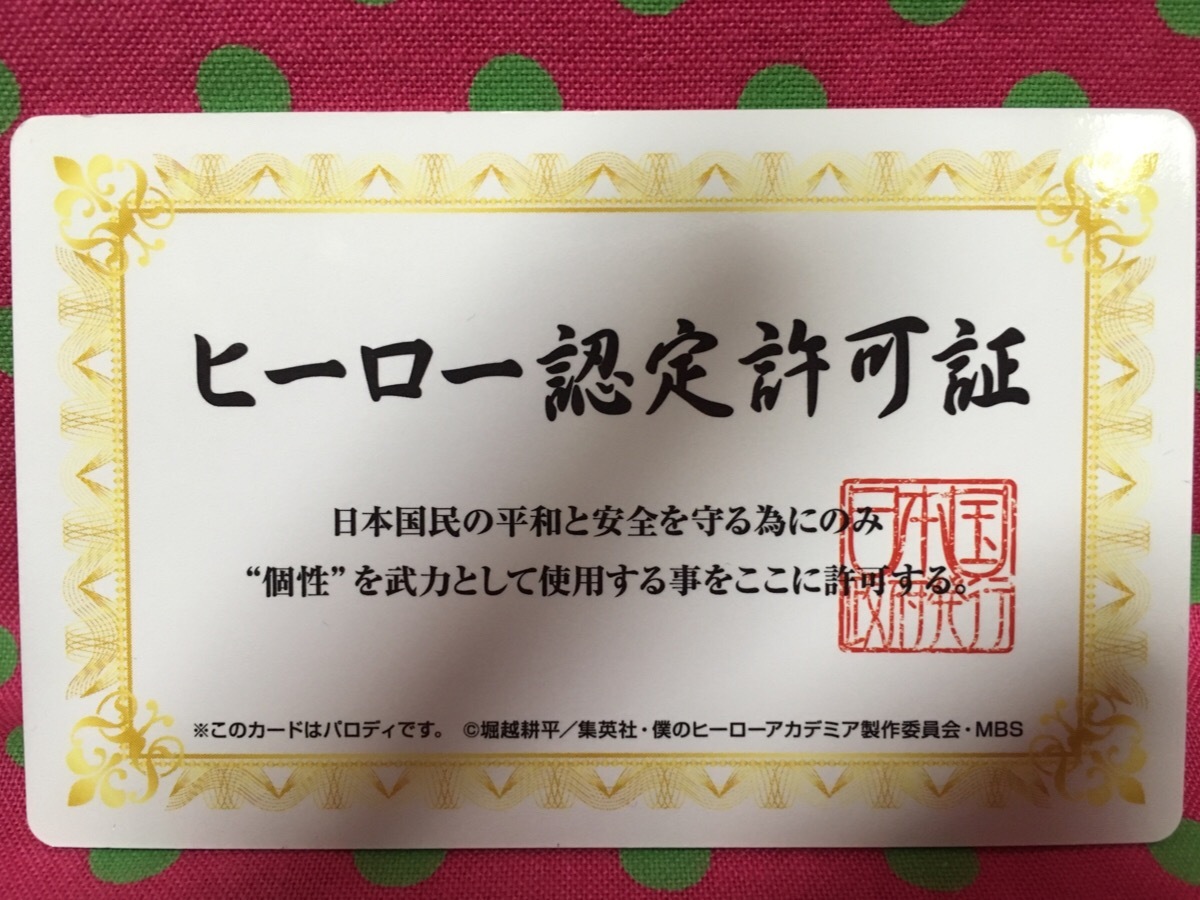 ヒーロー認定許可証
日本国民の平和と安全を守る為にのみ
“個性”を武力として使用する事をここに許可する。
日本国
政府発行
※このカードはパロディです。 ©堀越耕平／集英社・僕のヒーローアカデミア製作委員会・MBS